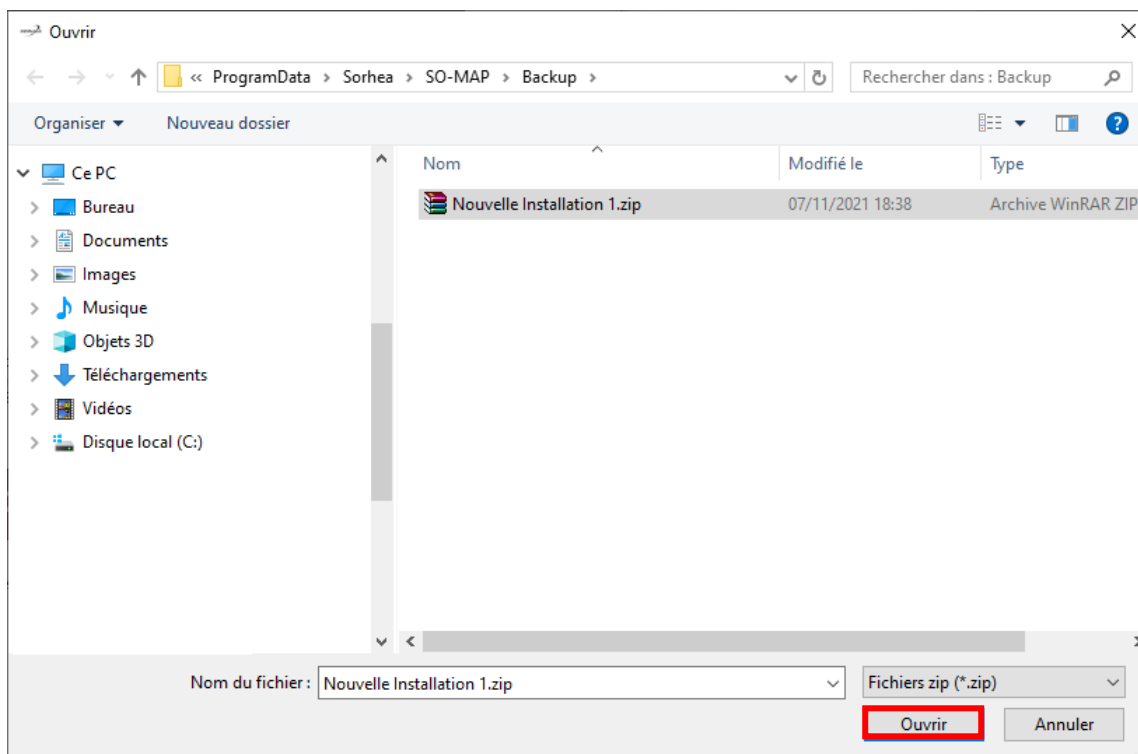 Ouvrir
« ProgramData > Sorhea > SO-MAP > Backup >
Rechercher dans : Backup
Organiser
Nouveau dossier
?
Ce PC
Bureau
Documents
Images
Musique
Objets 3D
Téléchargements
Vidéos
Disque local (C:)
Nom
Modifié le
Type
Nouvelle Installation 1.zip
07/11/2021 18:38
Archive WinRAR ZIP
Nom du fichier :
Nouvelle Installation 1.zip
Fichiers zip (*.zip)
Ouvrir
Annuler